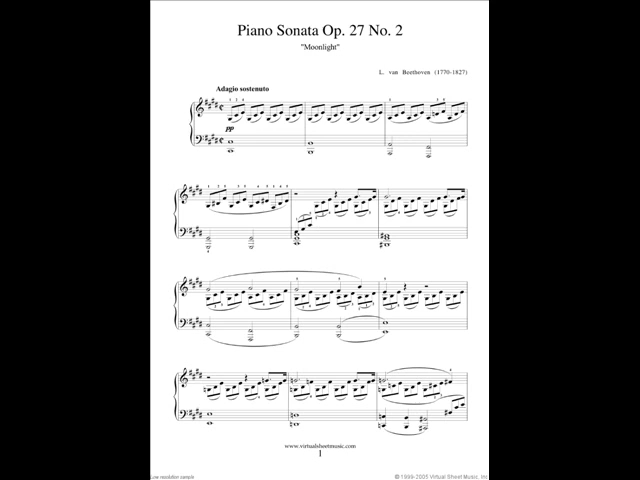 Piano Sonata Op. 27 No. 2
"Moonlight"
L. van Beethoven (1770-1827)
Adagio sostenuto
pp
www.virtualsheetmusic.com
1
Low resolution sample
© 1999-2005 Virtual Sheet Music, Inc